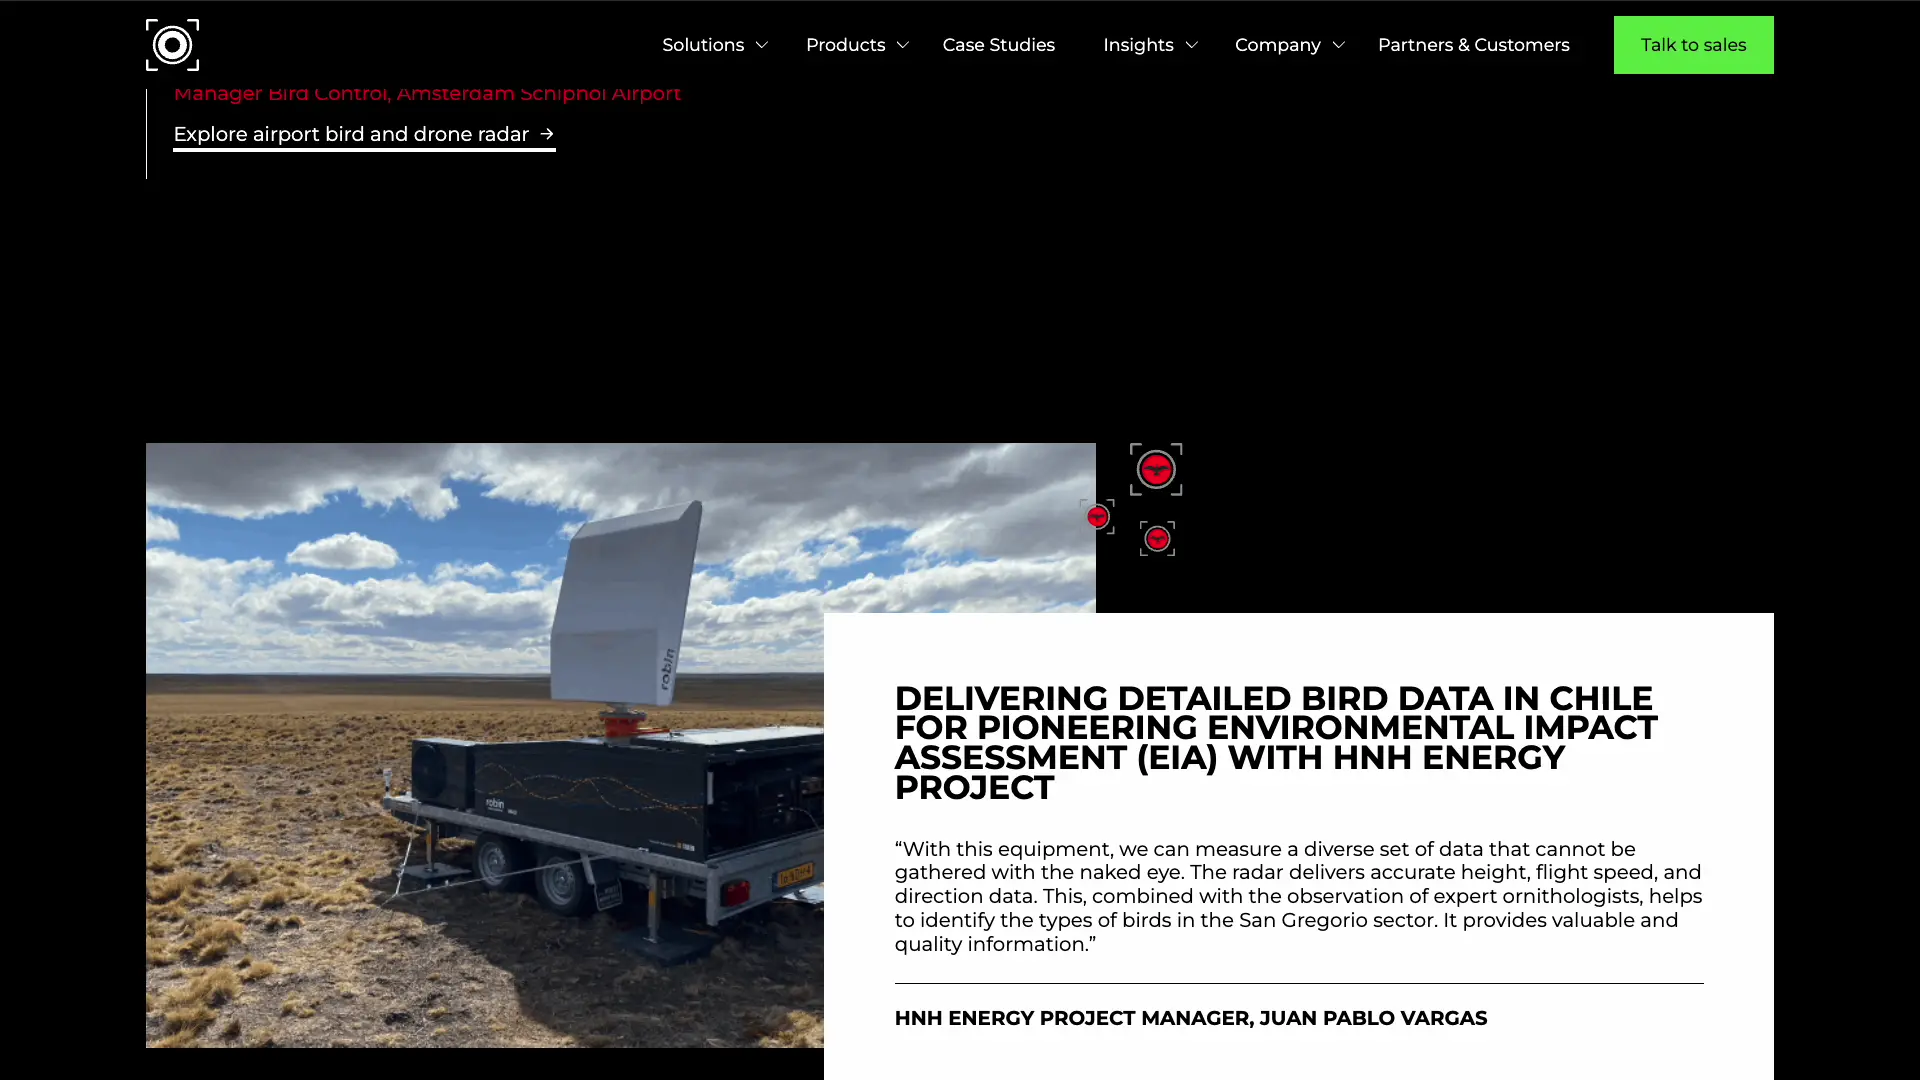 Solutions
Products
Case Studies
Insights
Company
Partners & Customers
Talk to sales
Manager Bird Control, Amsterdam Schiphol Airport
Explore airport bird and drone radar →
robin
robin
DELIVERING DETAILED BIRD DATA IN CHILE
FOR PIONEERING ENVIRONMENTAL IMPACT
ASSESSMENT (EIA) WITH HNH ENERGY
PROJECT
“With this equipment, we can measure a diverse set of data that cannot be
gathered with the naked eye. The radar delivers accurate height, flight speed, and
direction data. This, combined with the observation of expert ornithologists, helps
to identify the types of birds in the San Gregorio sector. It provides valuable and
quality information.”
HNH ENERGY PROJECT MANAGER, JUAN PABLO VARGAS